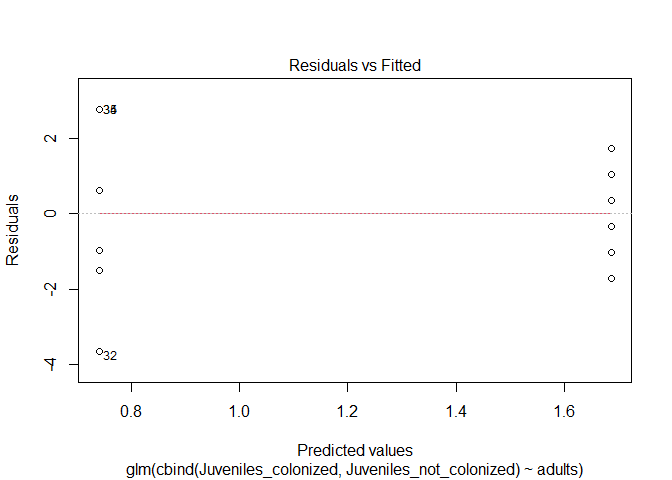 Residuals vs Fitted
Residuals
2
0
-2
-4
32
0.8
1.0
1.2
1.4
1.6
Predicted values
glm(cbind(Juveniles_colonized, Juveniles_not_colonized) ~ adults)